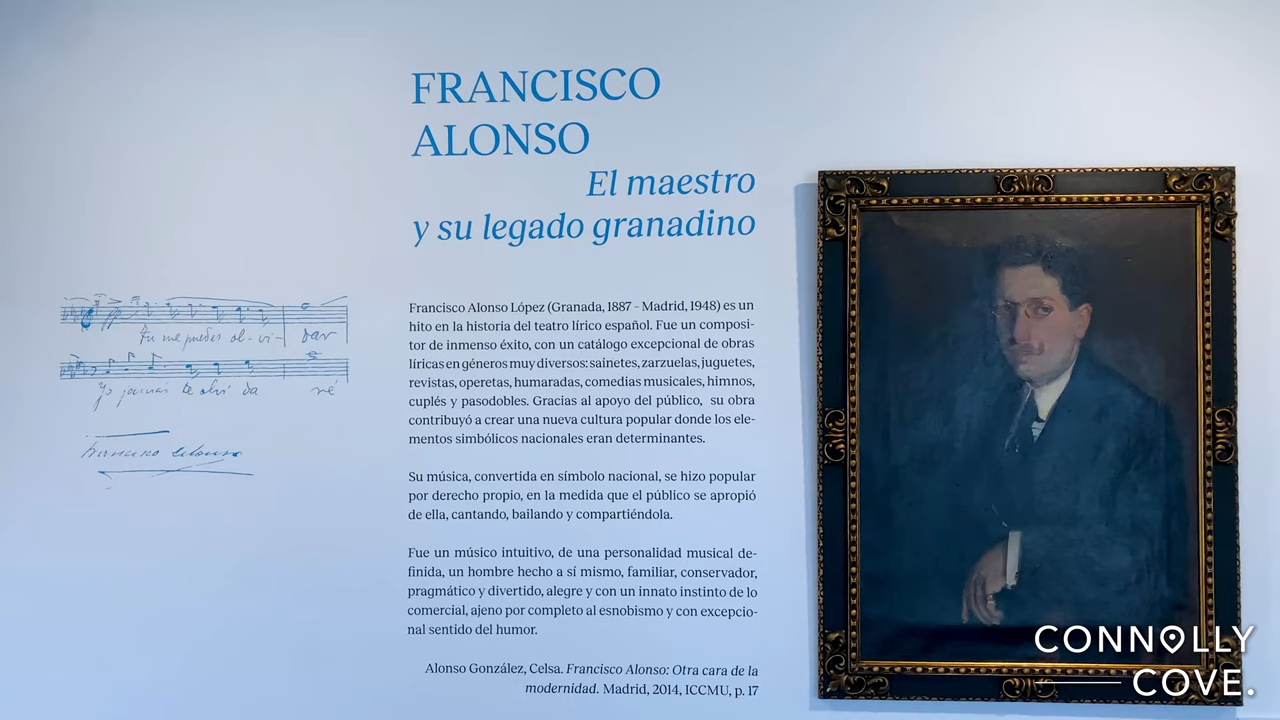 FRANCISCO
ALONSO
El maestro
y su legado granadino
Tu me puedes ol-vi-dar
Yo jamas te olvi da ré
Francisco Alonso
Francisco Alonso López (Granada, 1887 - Madrid, 1948) es un
hito en la historia del teatro lírico español. Fue un composi-
tor de inmenso éxito, con un catálogo excepcional de obras
líricas en géneros muy diversos: sainetes, zarzuelas, juguetes,
revistas, operetas, humaradas, comedias musicales, himnos,
cuplés y pasodobles. Gracias al apoyo del público, su obra
contribuyó a crear una nueva cultura popular donde los ele-
mentos simbólicos nacionales eran determinantes.
Su música, convertida en símbolo nacional, se hizo popular
por derecho propio, en la medida que el público se apropió
de ella, cantando, bailando y compartiéndola.
Fue un músico intuitivo, de una personalidad musical de-
finida, un hombre hecho a sí mismo, familiar, conservador,
pragmático y divertido, alegre y con un innato instinto de lo
comercial, ajeno por completo al esnobismo y con excepcio-
nal sentido del humor.
Alonso González, Celsa. Francisco Alonso: Otra cara de la
modernidad. Madrid, 2014, ICCMU, p. 17
CONNOLLY
COVE.